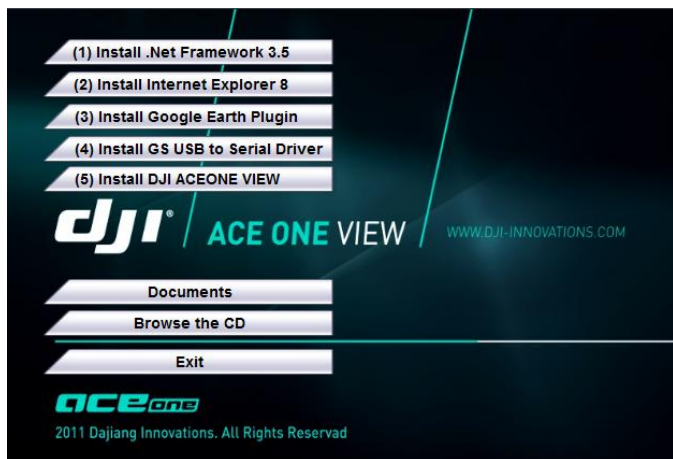 (1) Install .Net Framework 3.5
(2) Install Internet Explorer 8
(3) Install Google Earth Plugin
(4) Install GS USB to Serial Driver
(5) Install DJI ACEONE VIEW
dji® ACE ONE VIEW WWW.DJI-INNOVATIONS.COM
Documents
Browse the CD
Exit
ace one
2011 Dajiang Innovations. All Rights Reservad